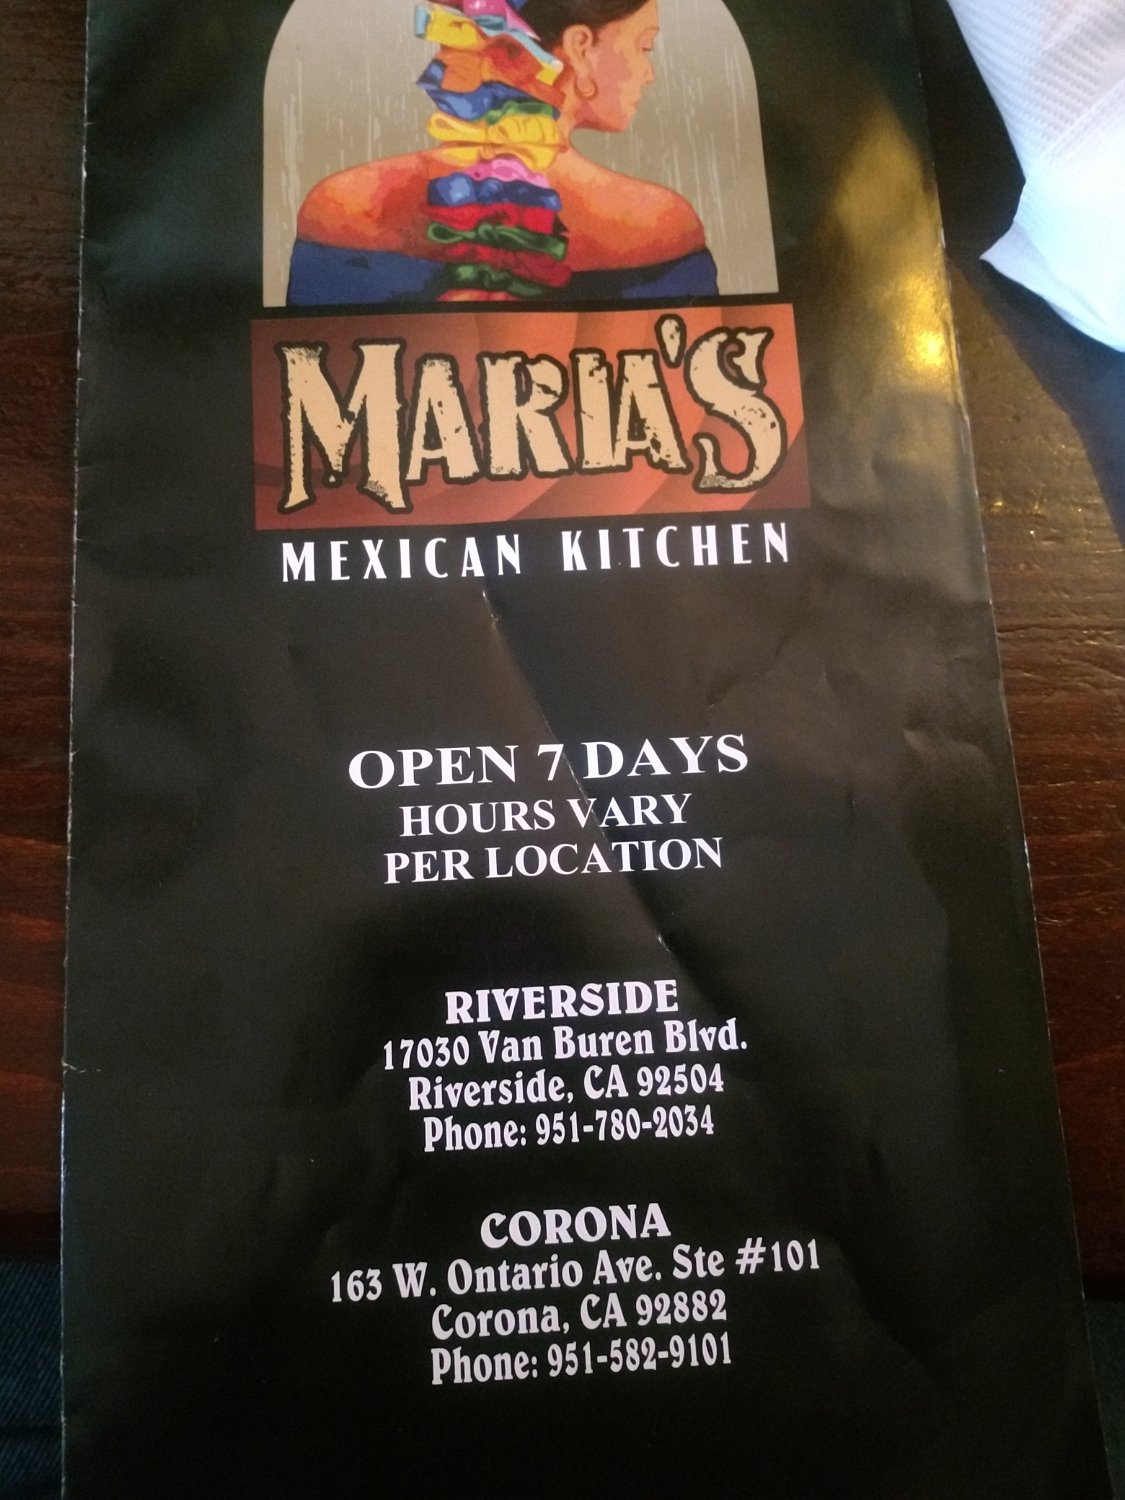 MARIA'S
MEXICAN KITCHEN
OPEN 7 DAYS
HOURS VARY
PER LOCATION
RIVERSIDE
17030 Van Buren Blvd.
Riverside, CA 92504
Phone: 951-780-2034
CORONA
163 W. Ontario Ave. Ste #101
Corona, CA 92882
Phone: 951-582-9101